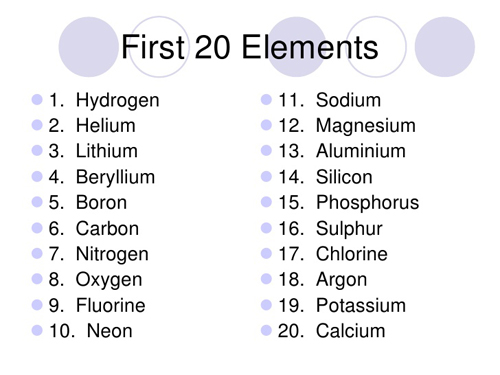 First 20 Elements
1. Hydrogen
2. Helium
3. Lithium
4. Beryllium
5. Boron
6. Carbon
7. Nitrogen
8. Oxygen
9. Fluorine
10. Neon
11. Sodium
12. Magnesium
13. Aluminium
14. Silicon
15. Phosphorus
16. Sulphur
17. Chlorine
18. Argon
19. Potassium
20. Calcium